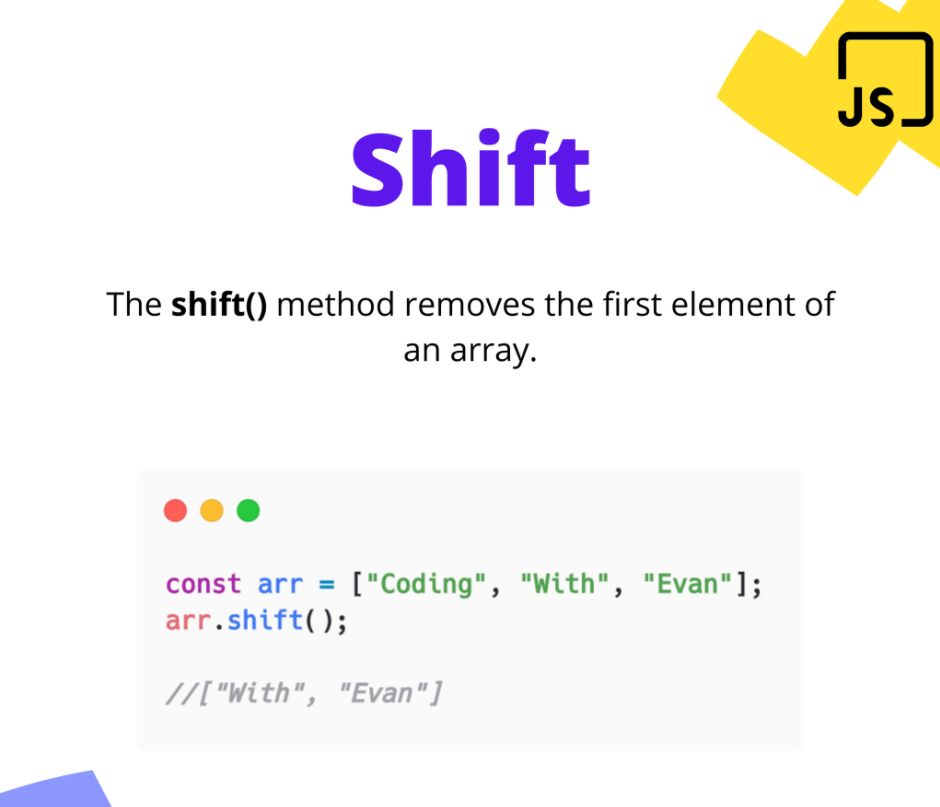 JS
Shift
The shift() method removes the first element of
an array.
const arr = ["Coding", "With", "Evan"];
arr.shift();
//["With", "Evan"]